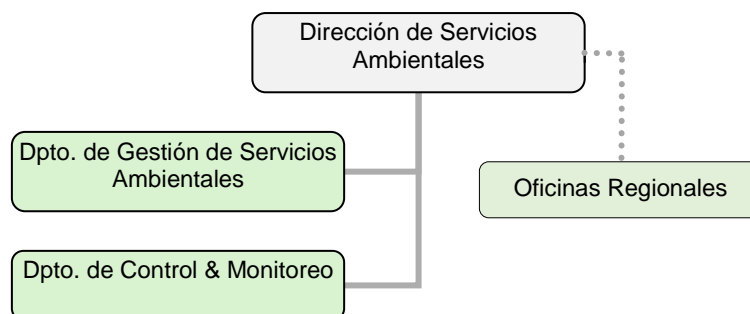 Dirección de Servicios
Ambientales
Dpto. de Gestión de Servicios
Ambientales
Oficinas Regionales
Dpto. de Control & Monitoreo